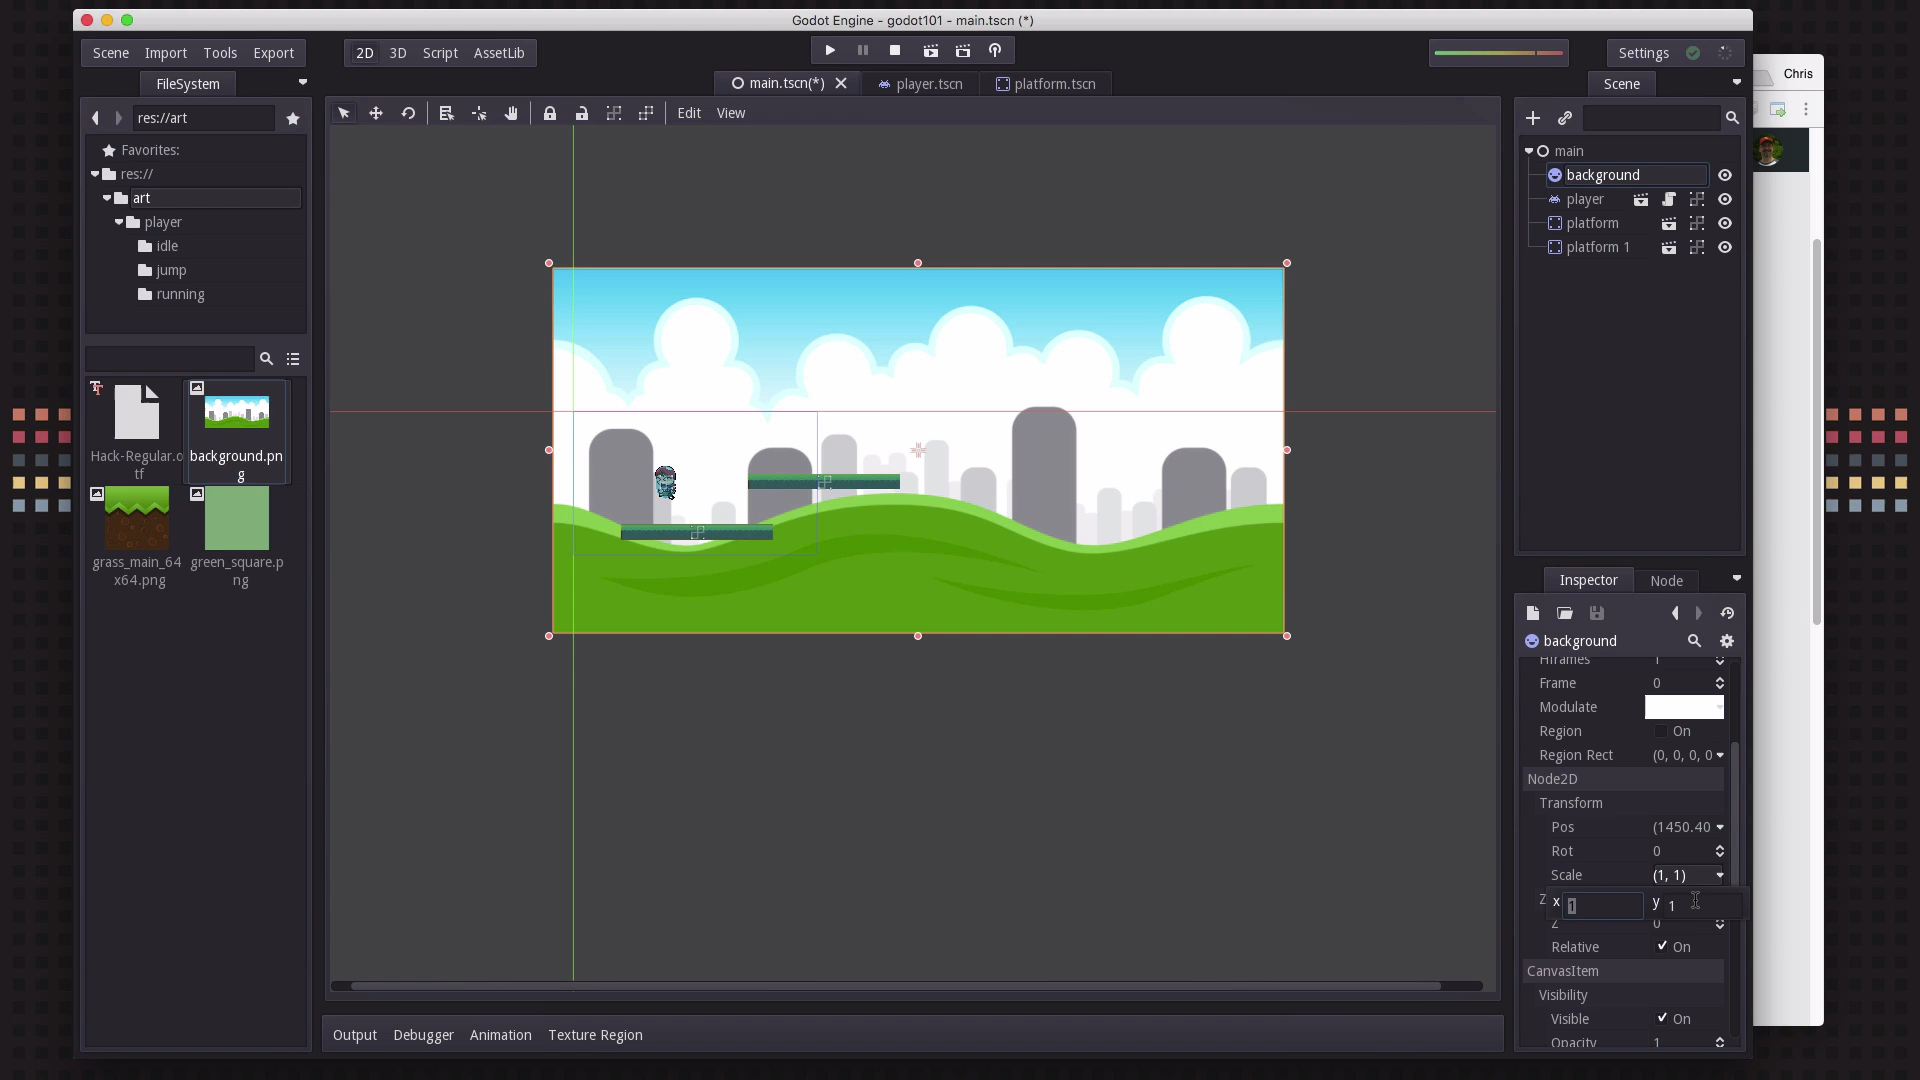 Godot Engine - godot101 - main.tscn (*)
Scene Import Tools Export
2D 3D Script AssetLib
Settings
Chris
FileSystem
main.tscn(*)
player.tscn
platform.tscn
Scene
res://art
Edit View
Favorites:
res://
art
player
idle
jump
running
main
background
player
platform
platform 1
Hack-Regular.o
tf
background.pn
g
grass_main_64
x64.png
green_square.p
ng
Inspector Node
background
Hframes 1
Frame 0
Modulate
Region On
Region Rect (0, 0, 0, 0
Node2D
Transform
Pos (1450.40
Rot 0
Scale (1, 1)
Z
x 1 y 1
Z 0
Relative On
CanvasItem
Visibility
Visible On
Opacity 1
Output Debugger Animation Texture Region